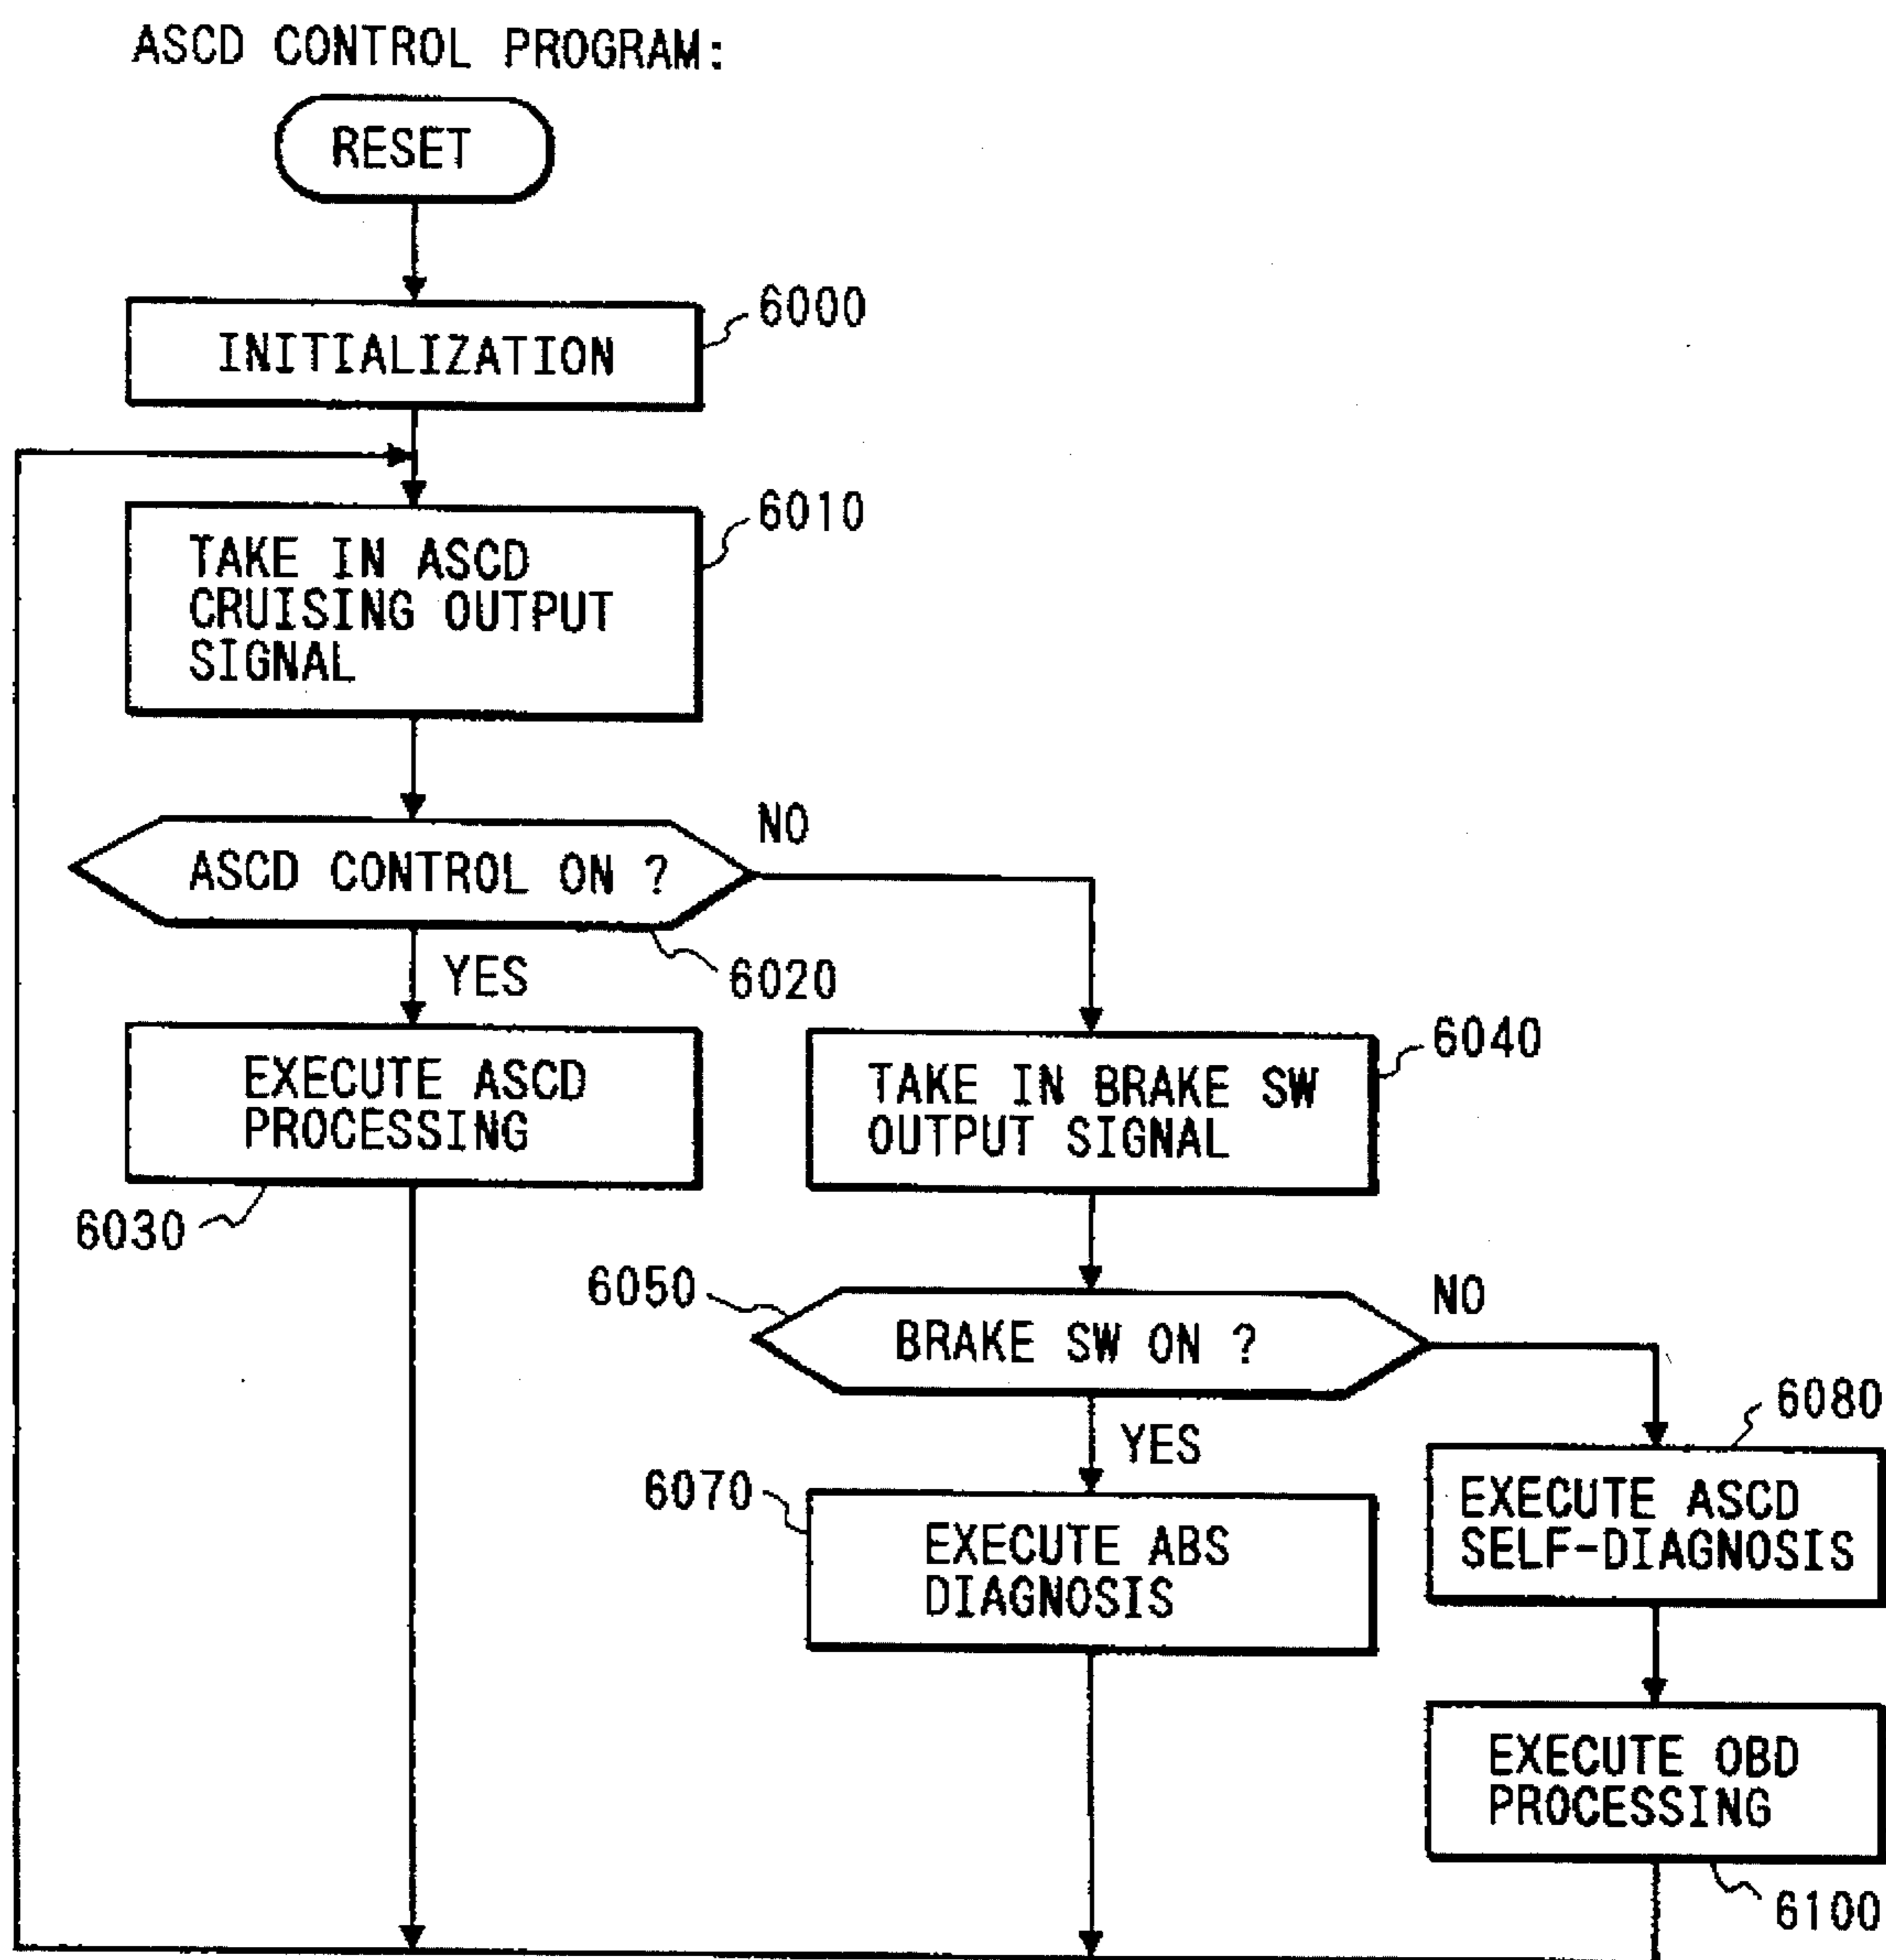 ASCD CONTROL PROGRAM:
RESET
6000
INITIALIZATION
6010
TAKE IN ASCD
CRUISING OUTPUT
SIGNAL
NO
ASCD CONTROL ON ?
YES
6020
EXECUTE ASCD
PROCESSING
6030
6040
TAKE IN BRAKE SW
OUTPUT SIGNAL
6050
NO
BRAKE SW ON ?
YES
6070
EXECUTE ABS
DIAGNOSIS
6080
EXECUTE ASCD
SELF-DIAGNOSIS
EXECUTE OBD
PROCESSING
6100